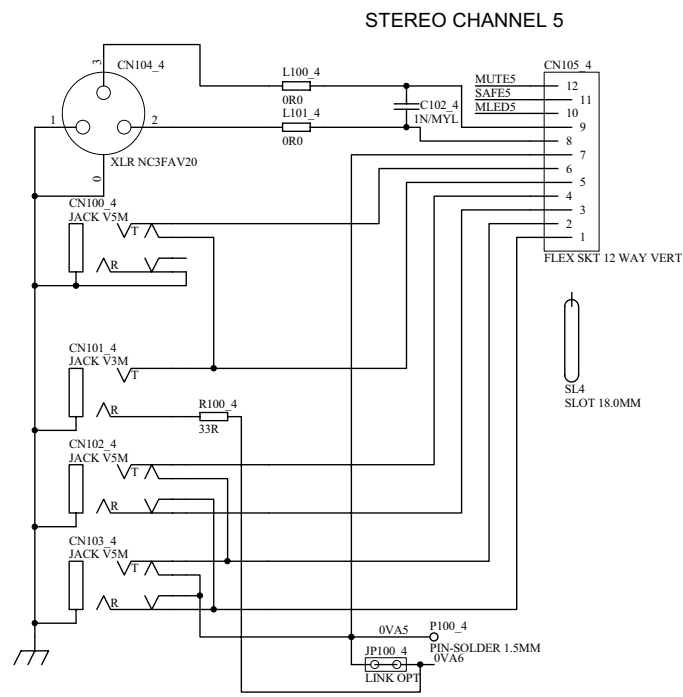 STEREO CHANNEL 5
CN104_4
3
1
2
0
XLR NC3FAV20
L100_4
0R0
L101_4
0R0
C102_4
1N/MYL
CN105_4
MUTE5
SAFE5
MLED5
12
11
10
9
8
7
6
5
4
3
2
1
FLEX SKT 12 WAY VERT
CN100_4
JACK V5M
T
R
CN101_4
JACK V3M
T
R
R100_4
33R
SL4
SLOT 18.0MM
CN102_4
JACK V5M
T
R
CN103_4
JACK V5M
T
R
0VA5
P100_4
PIN-SOLDER 1.5MM
JP100_4
0VA6
LINK OPT